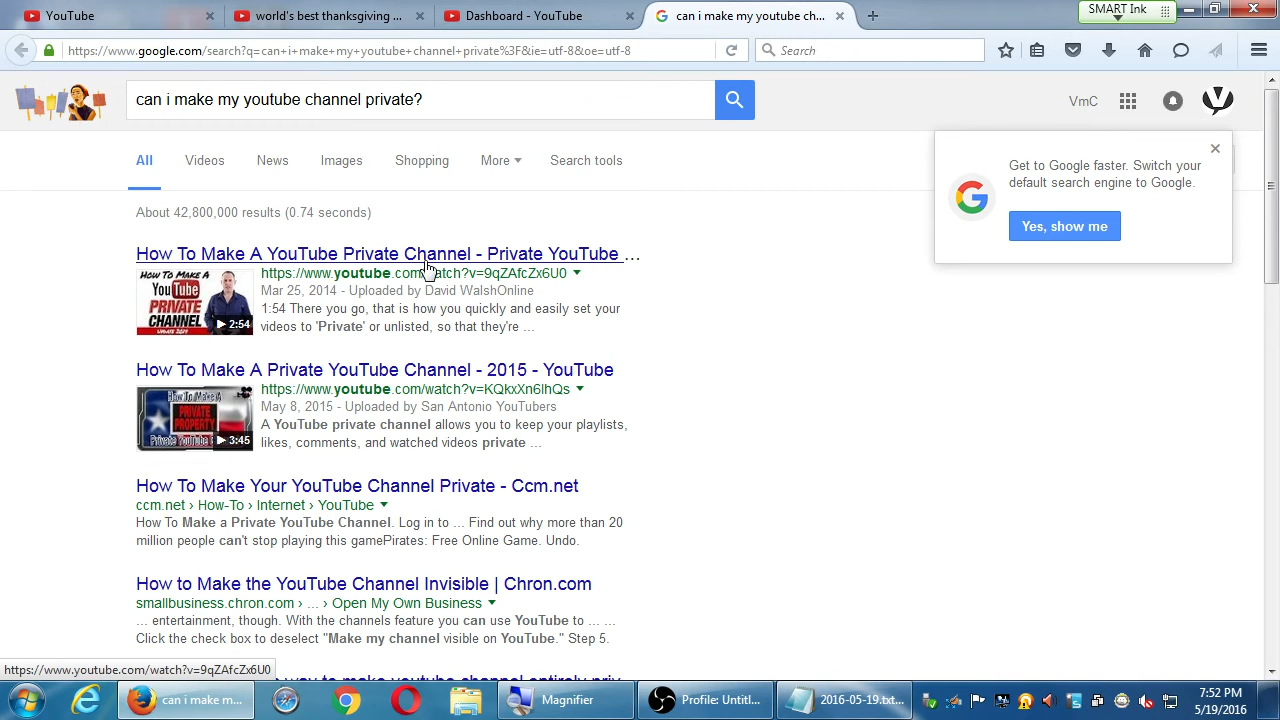 YouTube
world's best thanksgiving ...
Dashboard - YouTube
can i make my youtube ch...
SMART Ink
https://www.google.com/search?q=can+i+make+my+youtube+channel+private%3F&ie=utf-8&oe=utf-8
Search
can i make my youtube channel private?
VmC
All
Videos
News
Images
Shopping
More
Search tools
Get to Google faster. Switch your
default search engine to Google.
Yes, show me
About 42,800,000 results (0.74 seconds)
How To Make A YouTube Private Channel - Private YouTube ...
https://www.youtube.com/watch?v=9qZAfcZx6U0
Mar 25, 2014 - Uploaded by David WalshOnline
1:54 There you go, that is how you quickly and easily set your
videos to 'Private' or unlisted, so that they're ...
HOW TO MAKE A
YouTube
PRIVATE
CHANNEL
UPDATE 2014
2:54
How To Make A Private YouTube Channel - 2015 - YouTube
https://www.youtube.com/watch?v=KQkxXn6lhQs
May 8, 2015 - Uploaded by San Antonio YouTubers
A YouTube private channel allows you to keep your playlists,
likes, comments, and watched videos private ...
How To Make A
PRIVATE
PROPERTY
3:45
How To Make Your YouTube Channel Private - Ccm.net
ccm.net › How-To › Internet › YouTube
How To Make a Private YouTube Channel. Log in to ... Find out why more than 20
million people can't stop playing this gamePirates: Free Online Game. Undo.
How to Make the YouTube Channel Invisible | Chron.com
smallbusiness.chron.com › ... › Open My Own Business
... entertainment, though. With the channels feature you can use YouTube to ... ...
Click the check box to deselect "Make my channel visible on YouTube." Step 5.
https://www.youtube.com/watch?v=9qZAfcZx6U0
can i make m...
Magnifier
Profile: Untitl...
2016-05-19.txt...
7:52 PM
5/19/2016